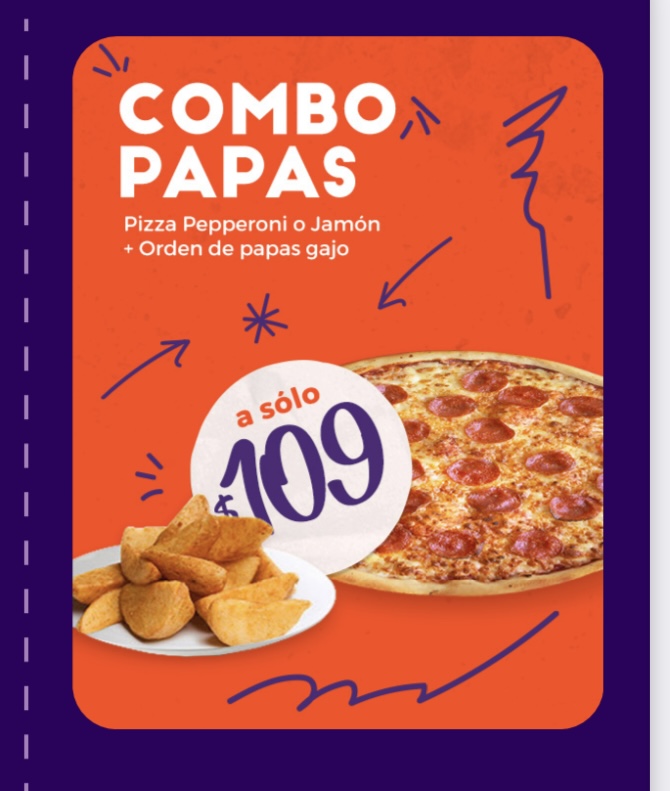 COMBO
PAPAS
Pizza Pepperoni o Jamón
+ Orden de papas gajo
a sólo
$109